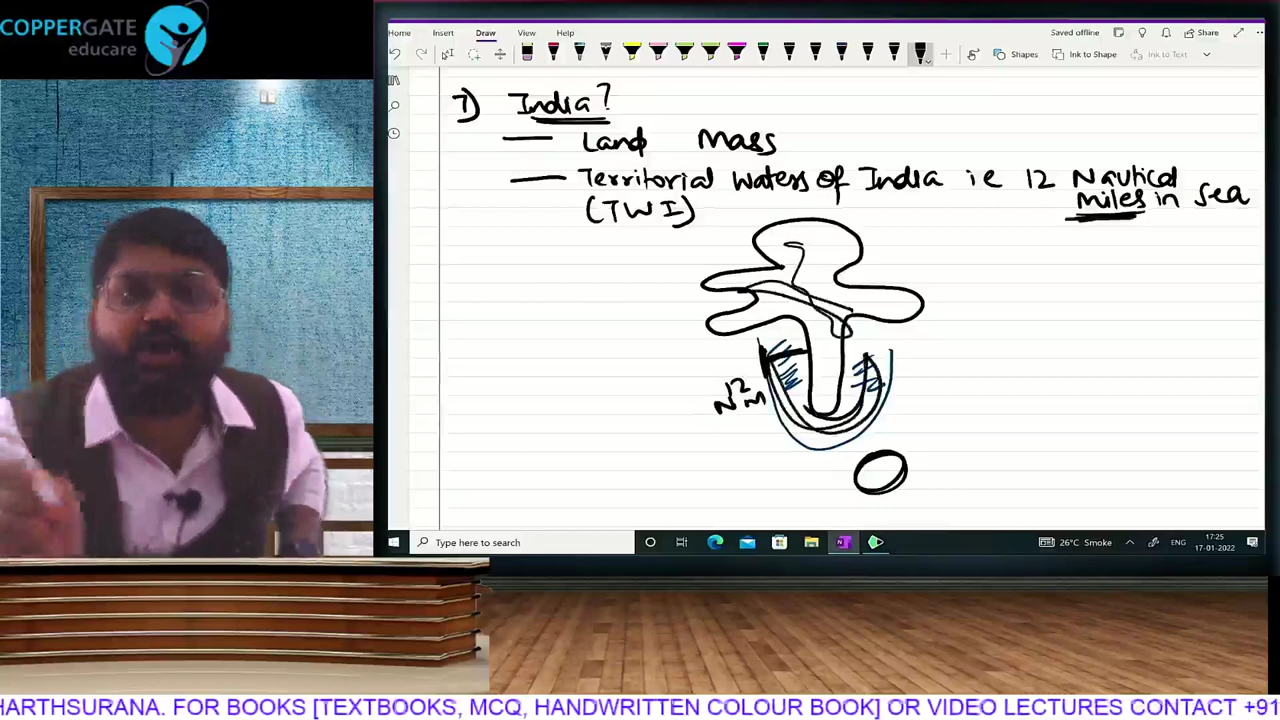 COPPERGATE
educare
Home Insert Draw View Help
Saved offline
Share
Shapes
Ink to Shape
Ink to Text
1) India?
— Land Mass
— Territorial waters of India i.e 12 Nautical miles in sea
(TWI)
12
NM
Type here to search
26°C Smoke
ENG
17:25
17-01-2022
HARTHSURANA. FOR BOOKS [TEXTBOOKS, MCQ, HANDWRITTEN COLOUR BOOK] OR VIDEO LECTURES CONTACT +91